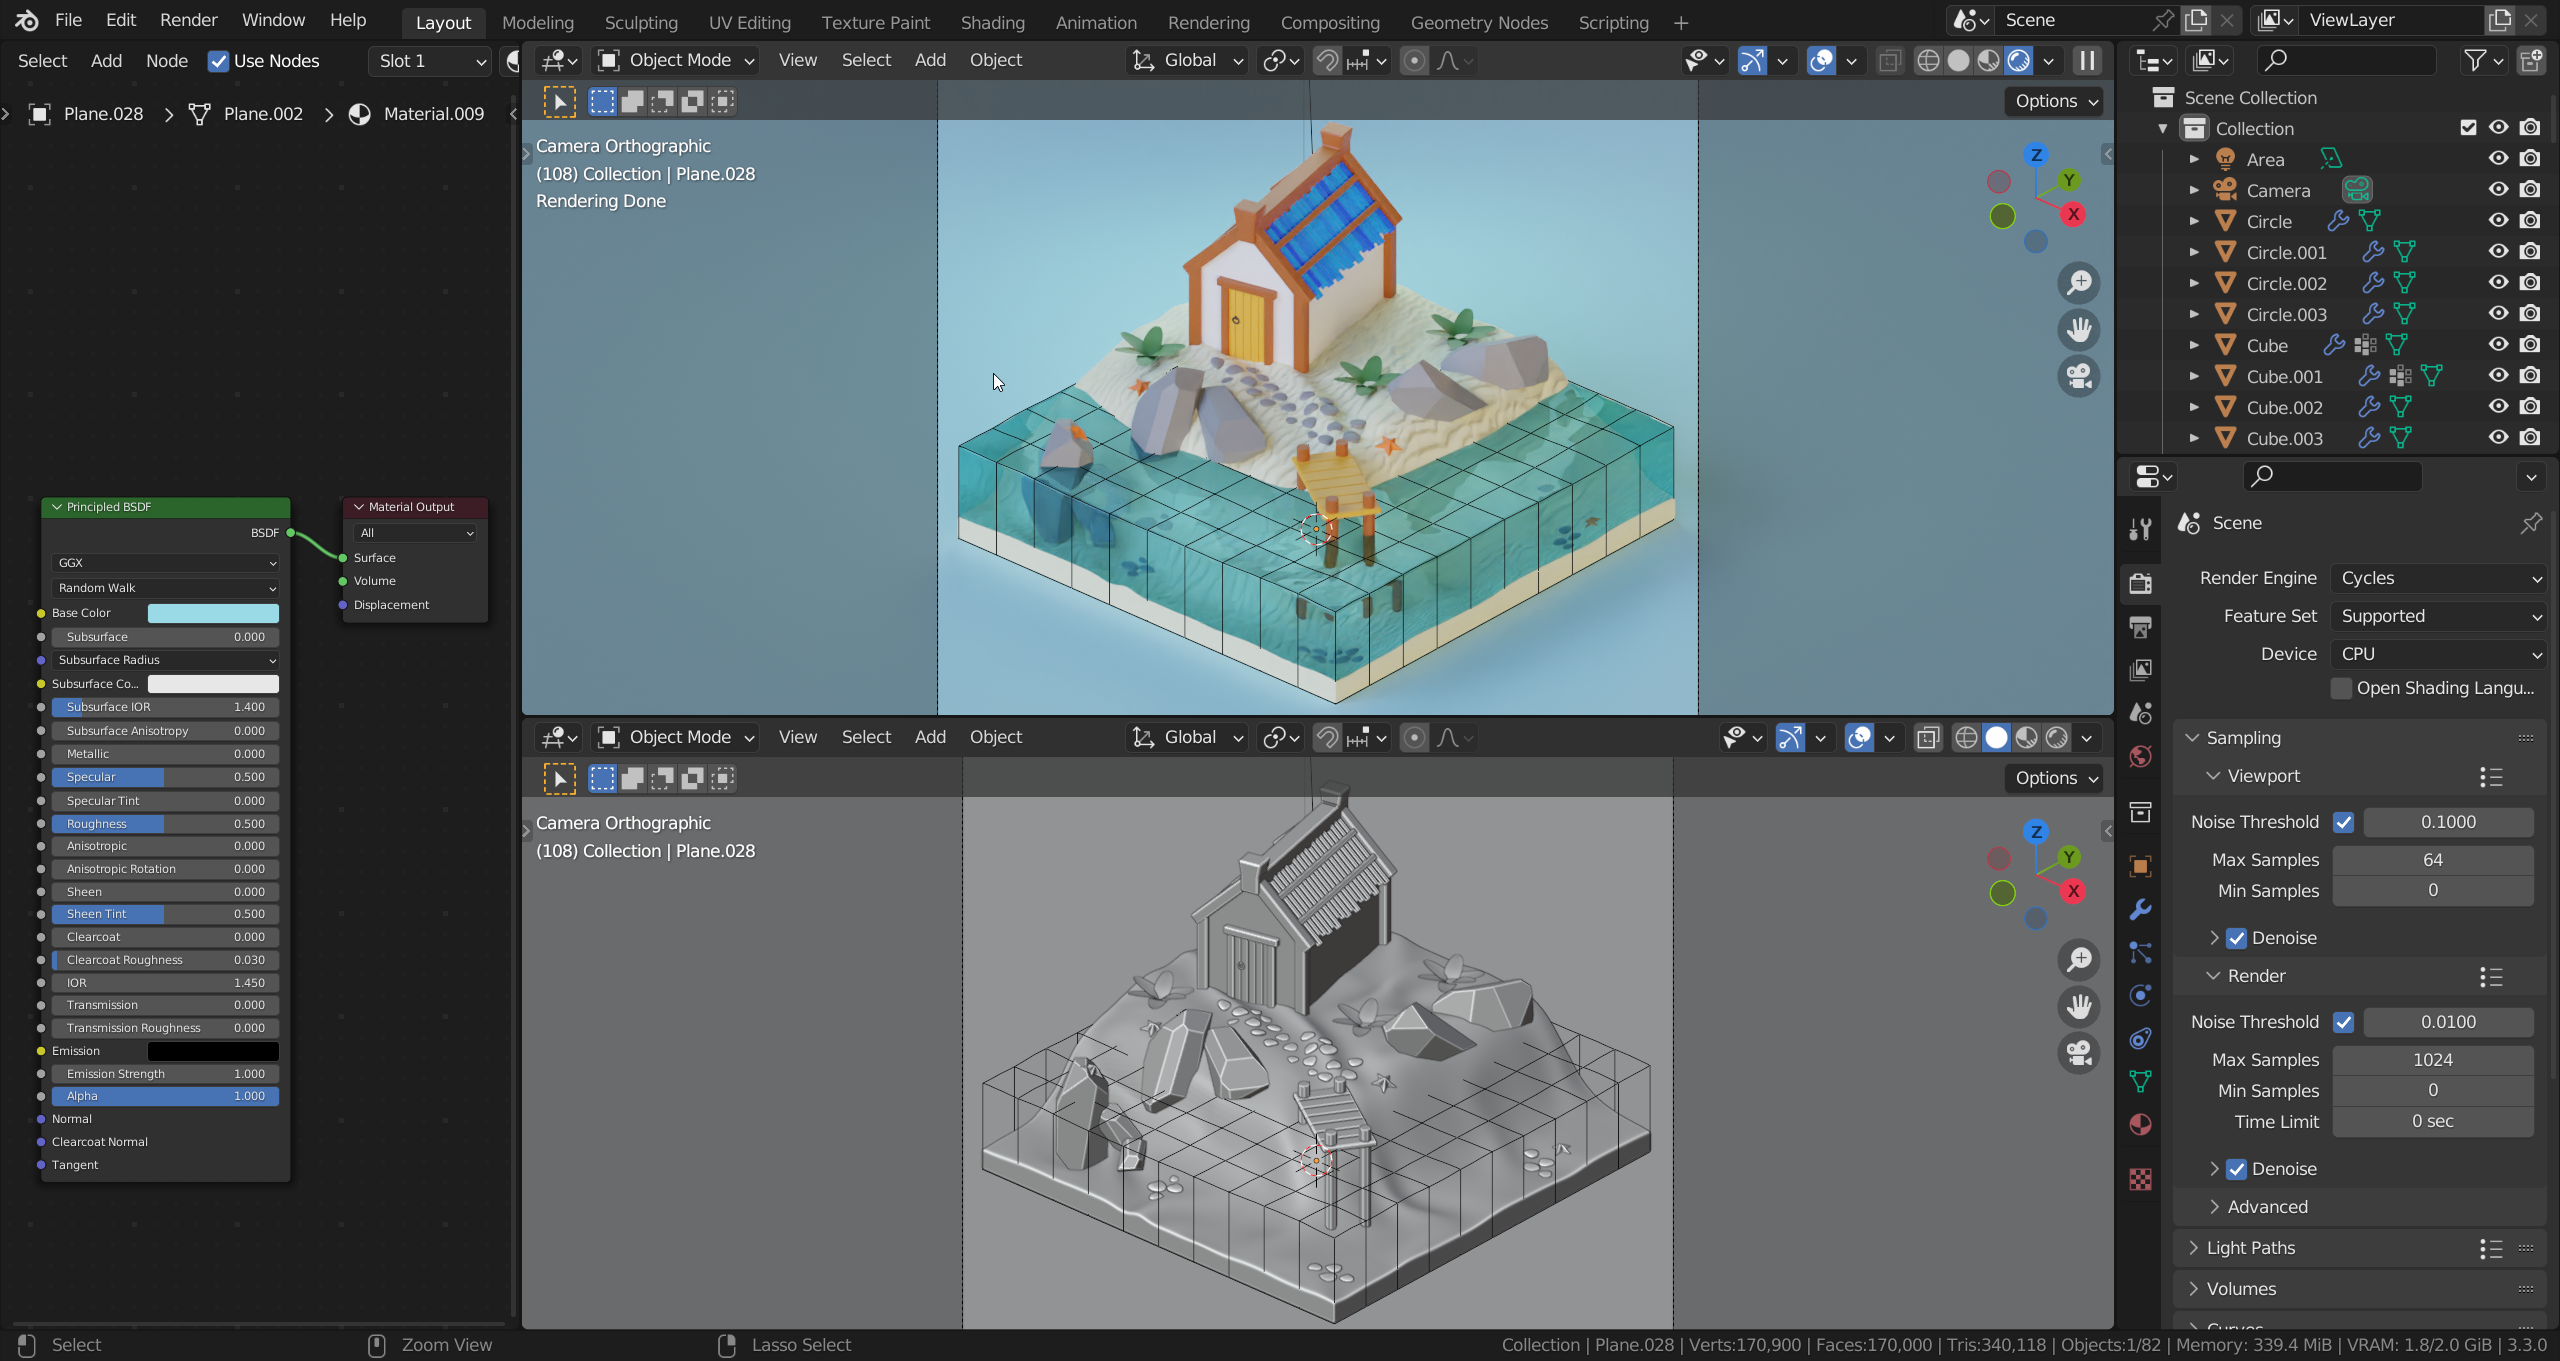 File Edit Render Window Help Layout Modeling Sculpting UV Editing Texture Paint Shading Animation Rendering Compositing Geometry Nodes Scripting + Scene ViewLayer
Select Add Node Use Nodes Slot 1
Plane.028 > Plane.002 > Material.009
Principled BSDF
BSDF
GGX
Random Walk
Base Color
Subsurface 0.000
Subsurface Radius
Subsurface Co...
Subsurface IOR 1.400
Subsurface Anisotropy 0.000
Metallic 0.000
Specular 0.500
Specular Tint 0.000
Roughness 0.500
Anisotropic 0.000
Anisotropic Rotation 0.000
Sheen 0.000
Sheen Tint 0.500
Clearcoat 0.000
Clearcoat Roughness 0.030
IOR 1.450
Transmission 0.000
Transmission Roughness 0.000
Emission
Emission Strength 1.000
Alpha 1.000
Normal
Clearcoat Normal
Tangent
Material Output
All
Surface
Volume
Displacement
Object Mode View Select Add Object Global
Options
Camera Orthographic
(108) Collection | Plane.028
Rendering Done
Z
Y
X
Object Mode View Select Add Object Global
Options
Camera Orthographic
(108) Collection | Plane.028
Z
Y
X
Scene Collection
Collection
Area
Camera
Circle
Circle.001
Circle.002
Circle.003
Cube
Cube.001
Cube.002
Cube.003
Scene
Render Engine Cycles
Feature Set Supported
Device CPU
Open Shading Langu...
Sampling
Viewport
Noise Threshold 0.1000
Max Samples 64
Min Samples 0
Denoise
Render
Noise Threshold 0.0100
Max Samples 1024
Min Samples 0
Time Limit 0 sec
Denoise
Advanced
Light Paths
Volumes
Curves
Select Zoom View Lasso Select Collection | Plane.028 | Verts:170,900 | Faces:170,000 | Tris:340,118 | Objects:1/82 | Memory: 339.4 MiB | VRAM: 1.8/2.0 GiB | 3.3.0